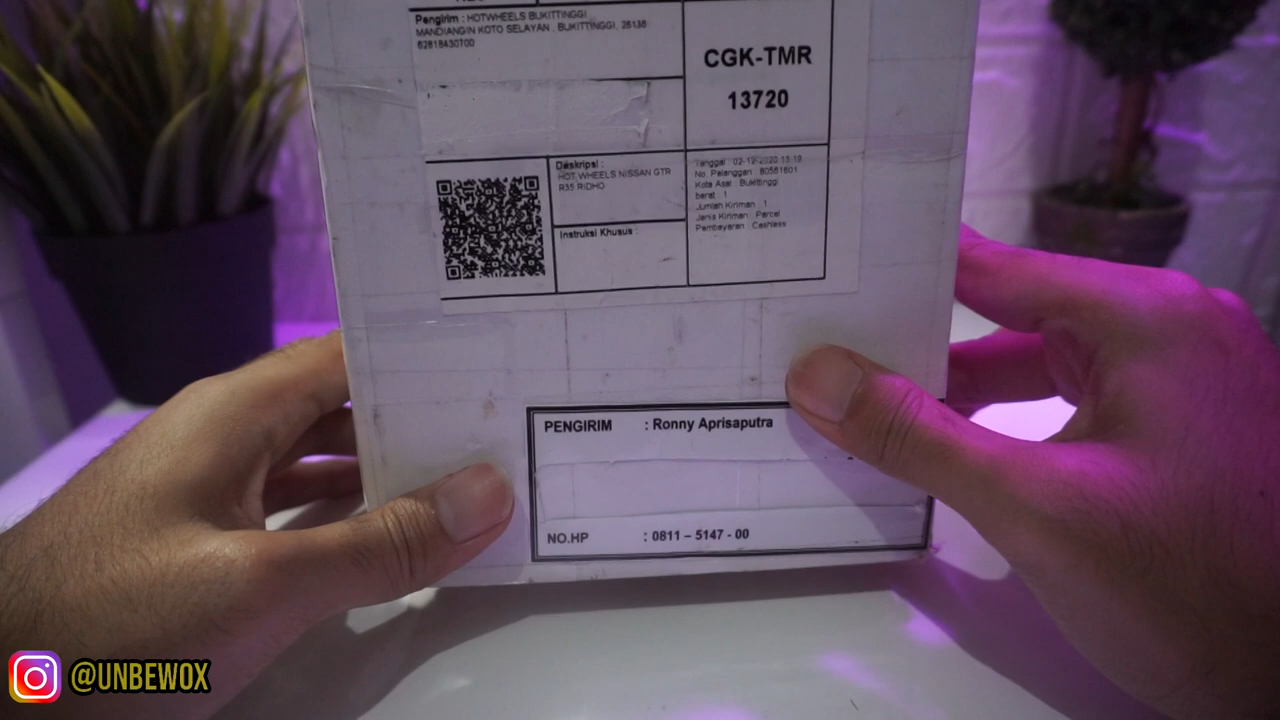 Pengirim : HOTWHEELS BUKITTINGGI
MANDIANGIN KOTO SELAYAN , BUKITTINGGI, 26136
62818430700
CGK-TMR
13720
Deskripsi :
HOT WHEELS NISSAN GTR
R35 RIDHO
Instruksi Khusus :
Tanggal : 02-12-2020 13:19
No. Pelanggan : 80561601
Kota Asal : Bukittinggi
berat : 1
Jumlah Kiriman : 1
Jenis Kiriman : Parcel
Pembayaran : Cashless
PENGIRIM : Ronny Aprisaputra
NO.HP : 0811 – 5147 - 00
@UNBEWOX